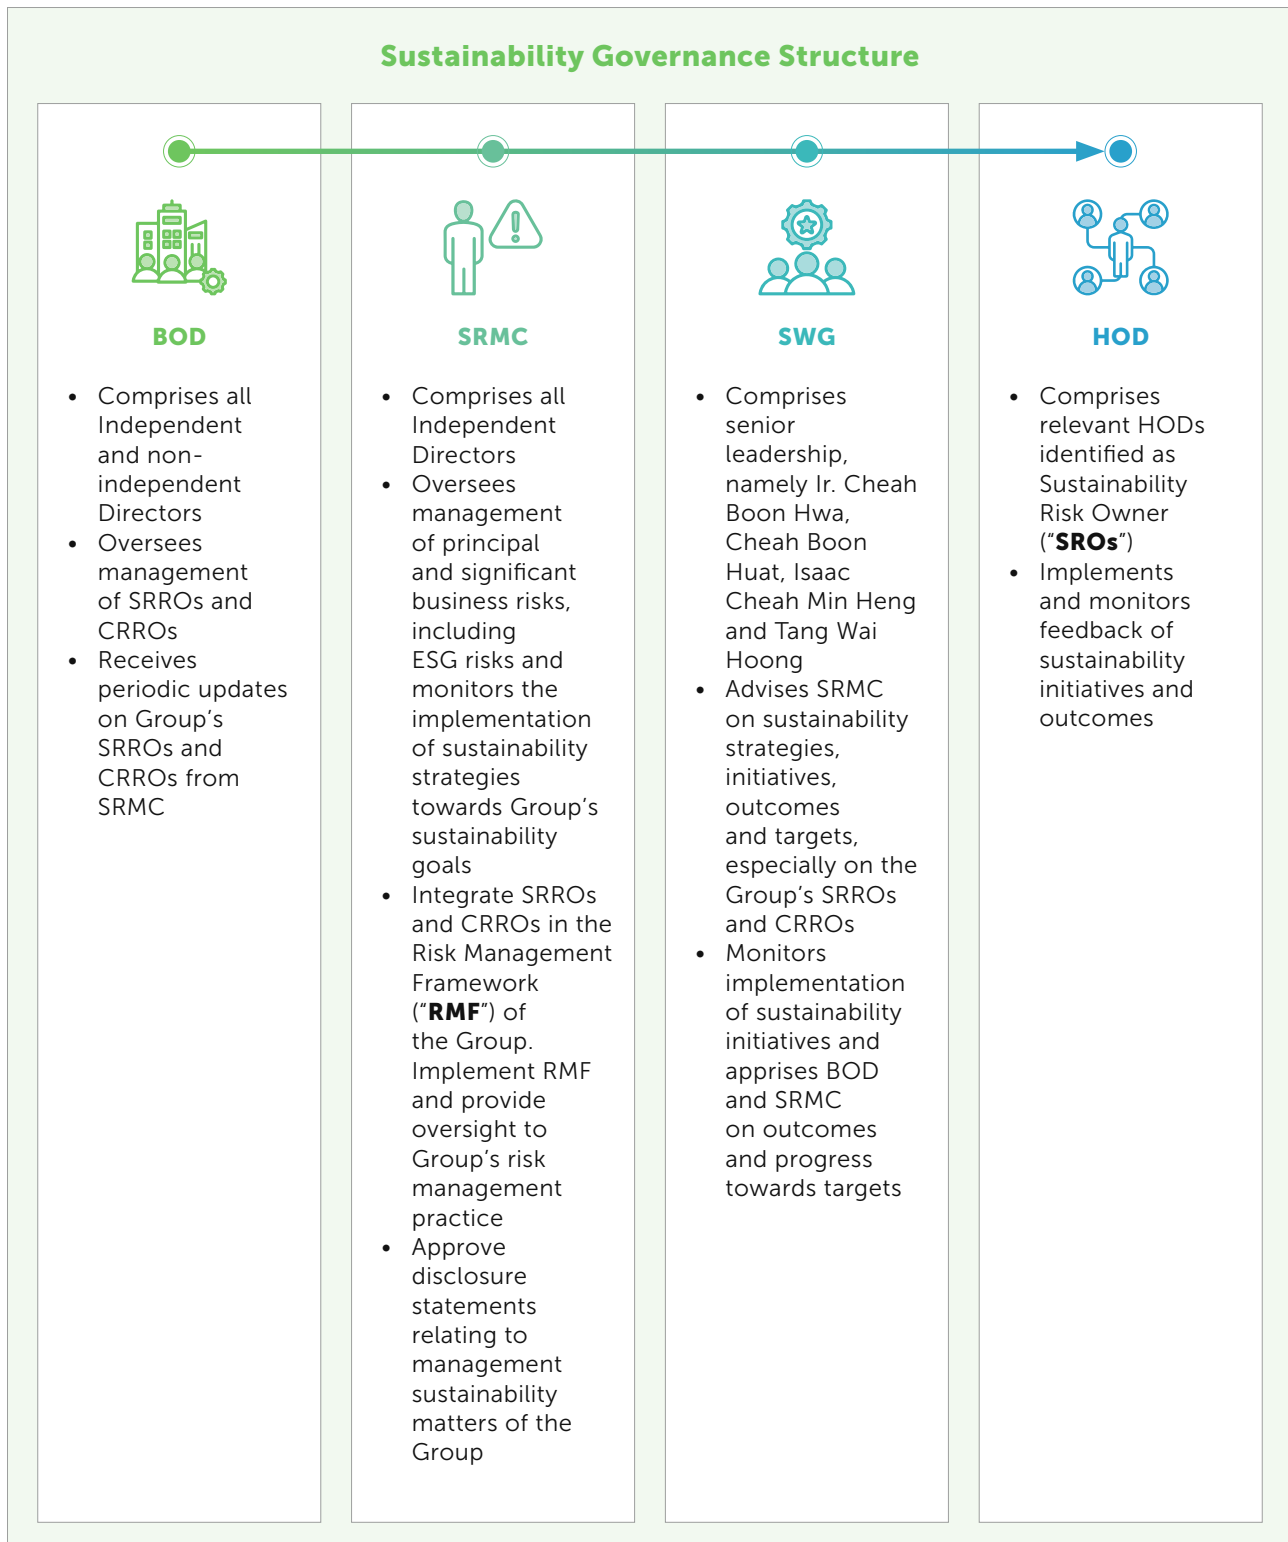 Sustainability Governance Structure
BOD
• Comprises all
Independent
and non-
independent
Directors
• Oversees
management
of SRROs and
CRROs
• Receives
periodic updates
on Group’s
SRROs and
CRROs from
SRMC
SRMC
• Comprises all
Independent
Directors
• Oversees
management
of principal
and significant
business risks,
including
ESG risks and
monitors the
implementation
of sustainability
strategies
towards Group’s
sustainability
goals
• Integrate SRROs
and CRROs in the
Risk Management
Framework
(“RMF”) of
the Group.
Implement RMF
and provide
oversight to
Group’s risk
management
practice
• Approve
disclosure
statements
relating to
management
sustainability
matters of the
Group
SWG
• Comprises
senior
leadership,
namely Ir. Cheah
Boon Hwa,
Cheah Boon
Huat, Isaac
Cheah Min Heng
and Tang Wai
Hoong
• Advises SRMC
on sustainability
strategies,
initiatives,
outcomes
and targets,
especially on the
Group’s SRROs
and CRROs
• Monitors
implementation
of sustainability
initiatives and
apprises BOD
and SRMC
on outcomes
and progress
towards targets
HOD
• Comprises
relevant HODs
identified as
Sustainability
Risk Owner
(“SROs”)
• Implements
and monitors
feedback of
sustainability
initiatives and
outcomes